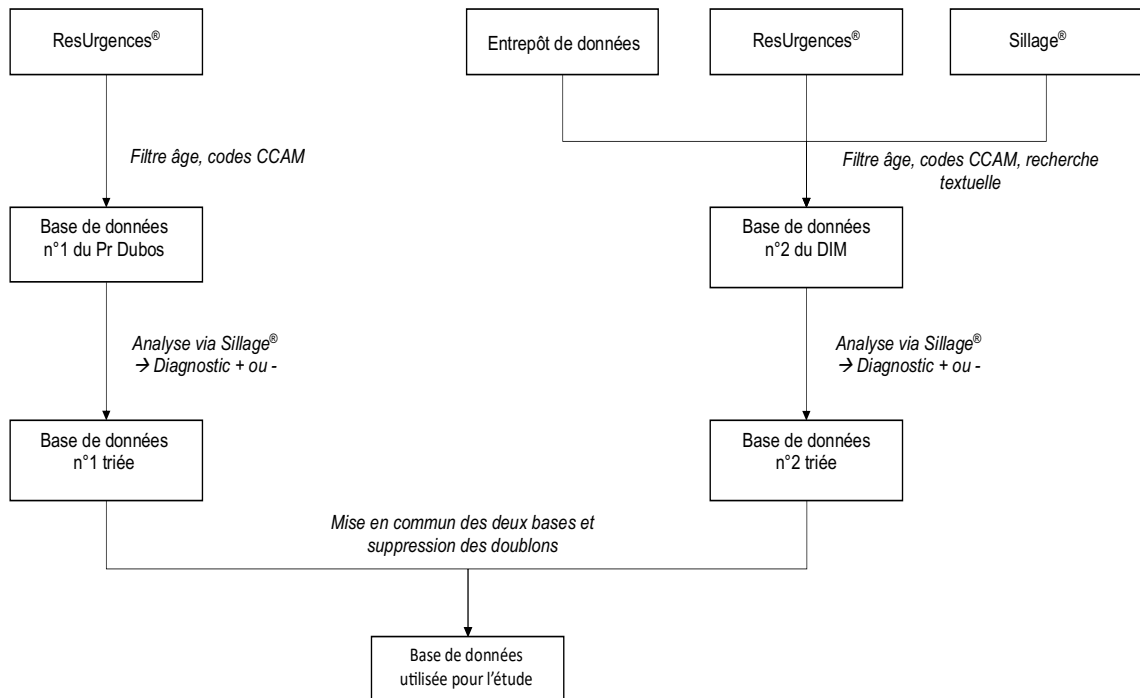 ResUrgences®
Entrepôt de données
ResUrgences®
Sillage®
Filtre âge, codes CCAM
Filtre âge, codes CCAM, recherche
textuelle
Base de données
n°1 du Pr Dubos
Base de données
n°2 du DIM
Analyse via Sillage®
→ Diagnostic + ou -
Analyse via Sillage®
→ Diagnostic + ou -
Base de données
n°1 triée
Base de données
n°2 triée
Mise en commun des deux bases et
suppression des doublons
Base de données
utilisée pour l'étude